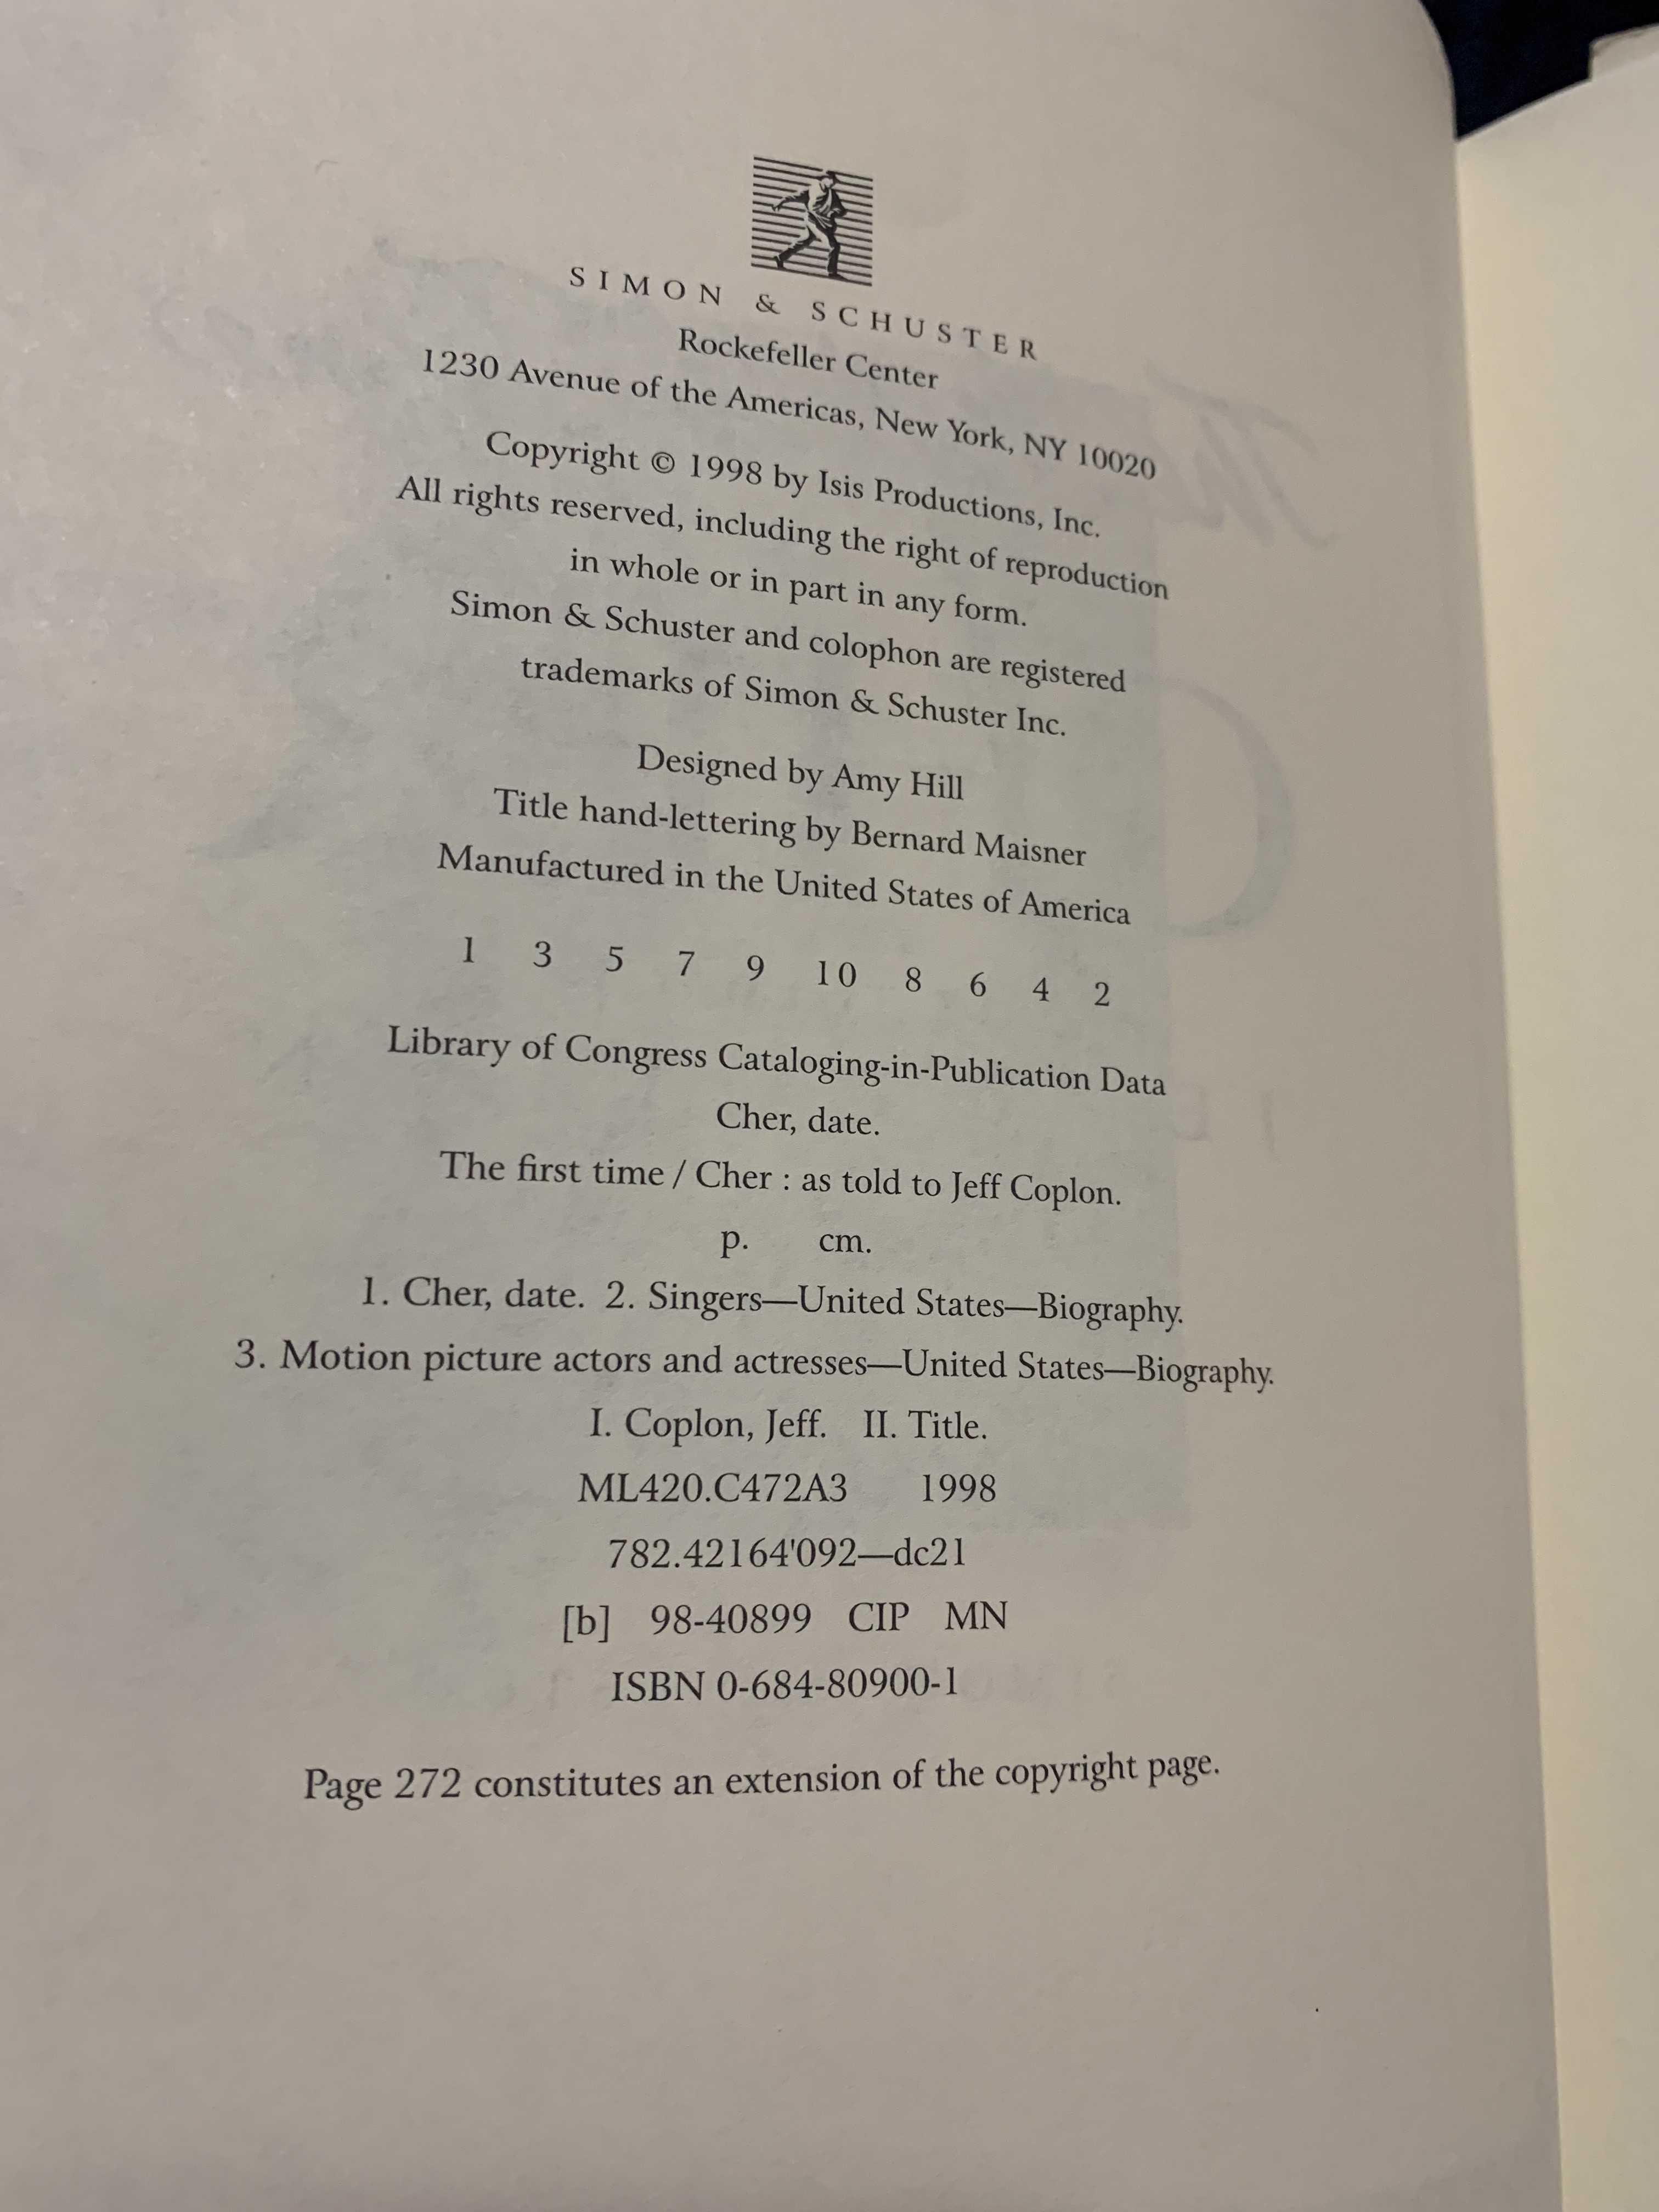 SIMON & SCHUSTER
Rockefeller Center
1230 Avenue of the Americas, New York, NY 10020
Copyright © 1998 by Isis Productions, Inc.
All rights reserved, including the right of reproduction
in whole or in part in any form.
Simon & Schuster and colophon are registered
trademarks of Simon & Schuster Inc.
Designed by Amy Hill
Title hand-lettering by Bernard Maisner
Manufactured in the United States of America
1 3 5 7 9 10 8 6 4 2
Library of Congress Cataloging-in-Publication Data
Cher, date.
The first time / Cher : as told to Jeff Coplon.
p. cm.
1. Cher, date. 2. Singers—United States—Biography.
3. Motion picture actors and actresses—United States—Biography.
I. Coplon, Jeff. II. Title.
ML420.C472A3 1998
782.42164'092—dc21
[b] 98-40899 CIP MN
ISBN 0-684-80900-1
Page 272 constitutes an extension of the copyright page.